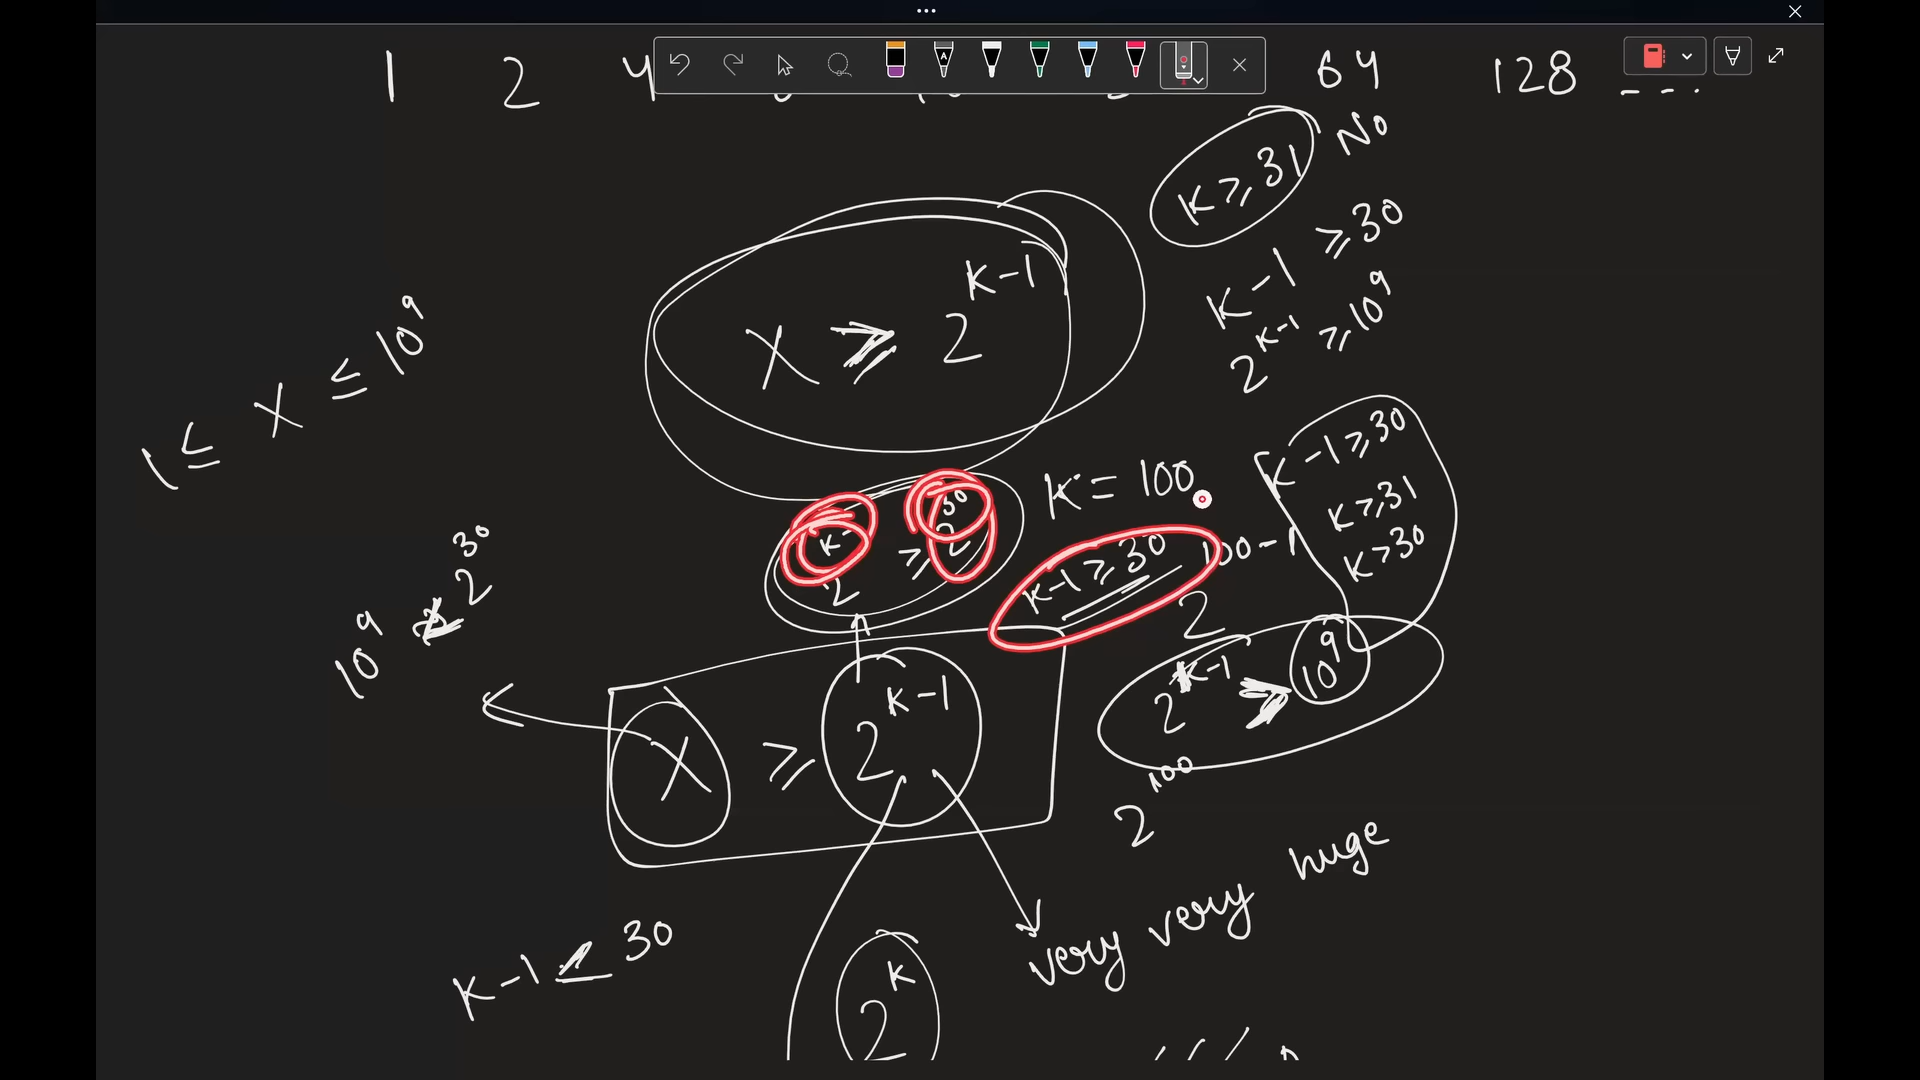 1 2 4 64 128 ---
K ≥ 31 No
K-1 ≥ 30
2^{K-1} ≥ 10^9
X ≥ 2^{K-1}
1 ≤ X ≤ 10^9
K = 100
≥ 2^{30}
K-1 ≥ 30
100-1
2
K-1 ≥ 30
K ≥ 31
K > 30
10^9 2^{30}
2^{K-1} ≥ 10^9
X ≥ 2^{K-1}
2^{100}
very very huge
K-1 ≤ 30
2^K